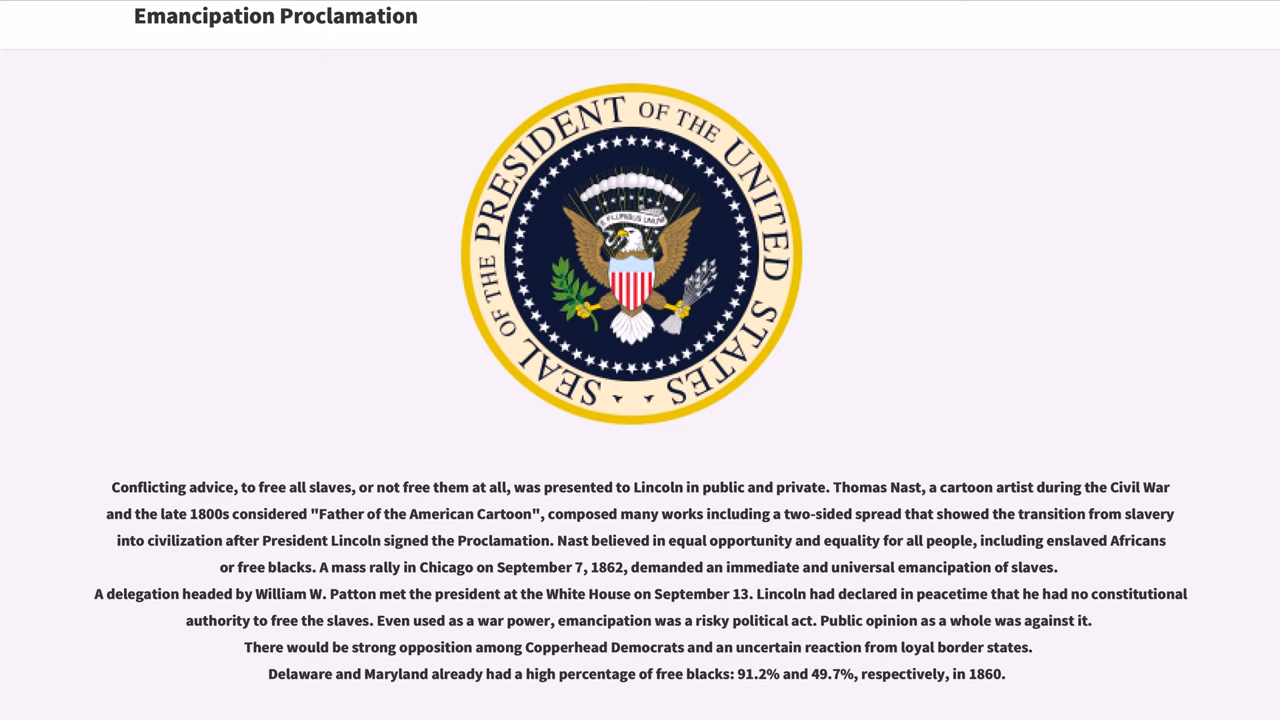 Emancipation Proclamation
SEAL OF THE PRESIDENT OF THE UNITED STATES
E PLURIBUS UNUM
Conflicting advice, to free all slaves, or not free them at all, was presented to Lincoln in public and private. Thomas Nast, a cartoon artist during the Civil War
and the late 1800s considered "Father of the American Cartoon", composed many works including a two-sided spread that showed the transition from slavery
into civilization after President Lincoln signed the Proclamation. Nast believed in equal opportunity and equality for all people, including enslaved Africans
or free blacks. A mass rally in Chicago on September 7, 1862, demanded an immediate and universal emancipation of slaves.
A delegation headed by William W. Patton met the president at the White House on September 13. Lincoln had declared in peacetime that he had no constitutional
authority to free the slaves. Even used as a war power, emancipation was a risky political act. Public opinion as a whole was against it.
There would be strong opposition among Copperhead Democrats and an uncertain reaction from loyal border states.
Delaware and Maryland already had a high percentage of free blacks: 91.2% and 49.7%, respectively, in 1860.